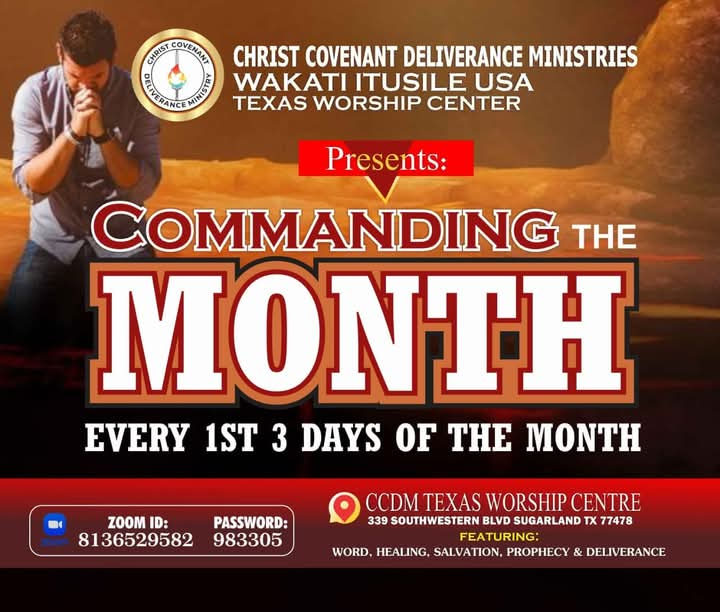 CHRIST COVENANT
DELIVERANCE MINISTRY
CHRIST COVENANT DELIVERANCE MINISTRIES
WAKATI ITUSILE USA
TEXAS WORSHIP CENTER
Presents:
COMMANDING THE
MONTH
EVERY 1ST 3 DAYS OF THE MONTH
ZOOM ID:
8136529582
PASSWORD:
983305
CCDM TEXAS WORSHIP CENTRE
339 SOUTHWESTERN BLVD SUGARLAND TX 77478
FEATURING:
WORD, HEALING, SALVATION, PROPHECY & DELIVERANCE